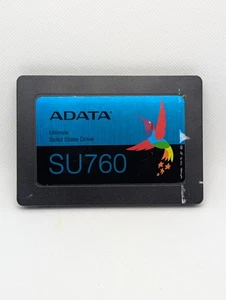 ADATA
Ultimate
Solid State Drive
SU760